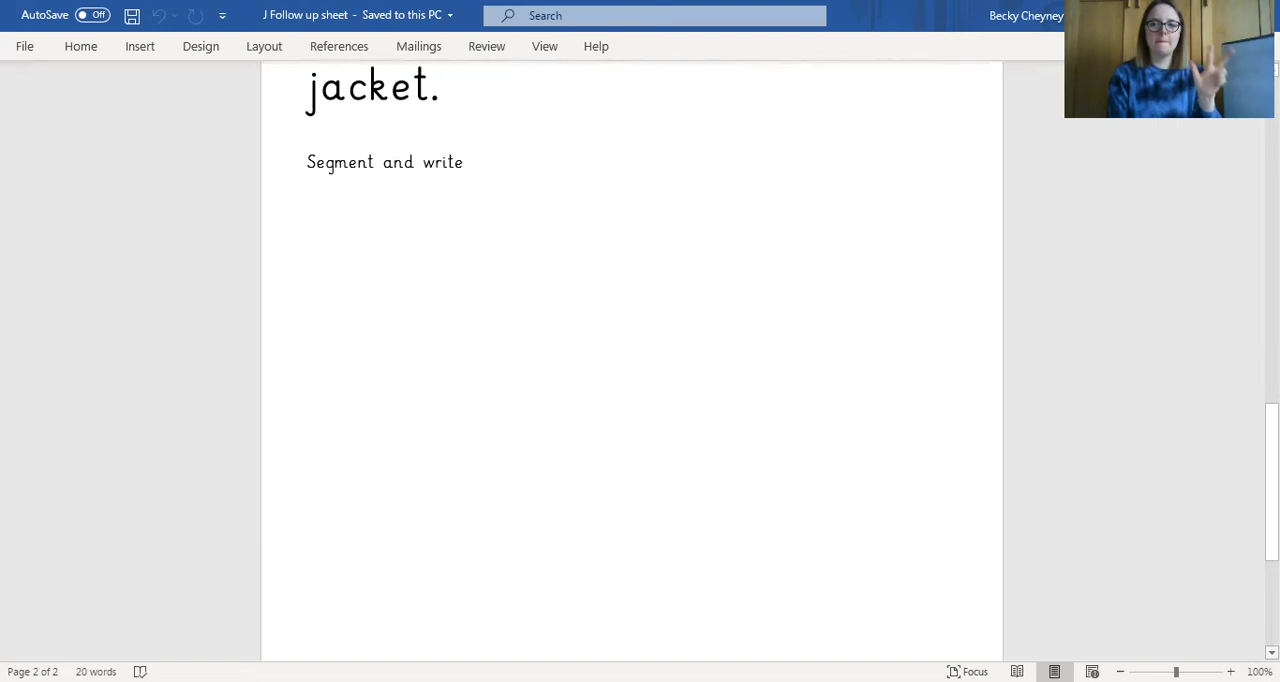 AutoSave Off J Follow up sheet - Saved to this PC Search Becky Cheyney
File Home Insert Design Layout References Mailings Review View Help
jacket.
Segment and write
Page 2 of 2 20 words Focus 100%